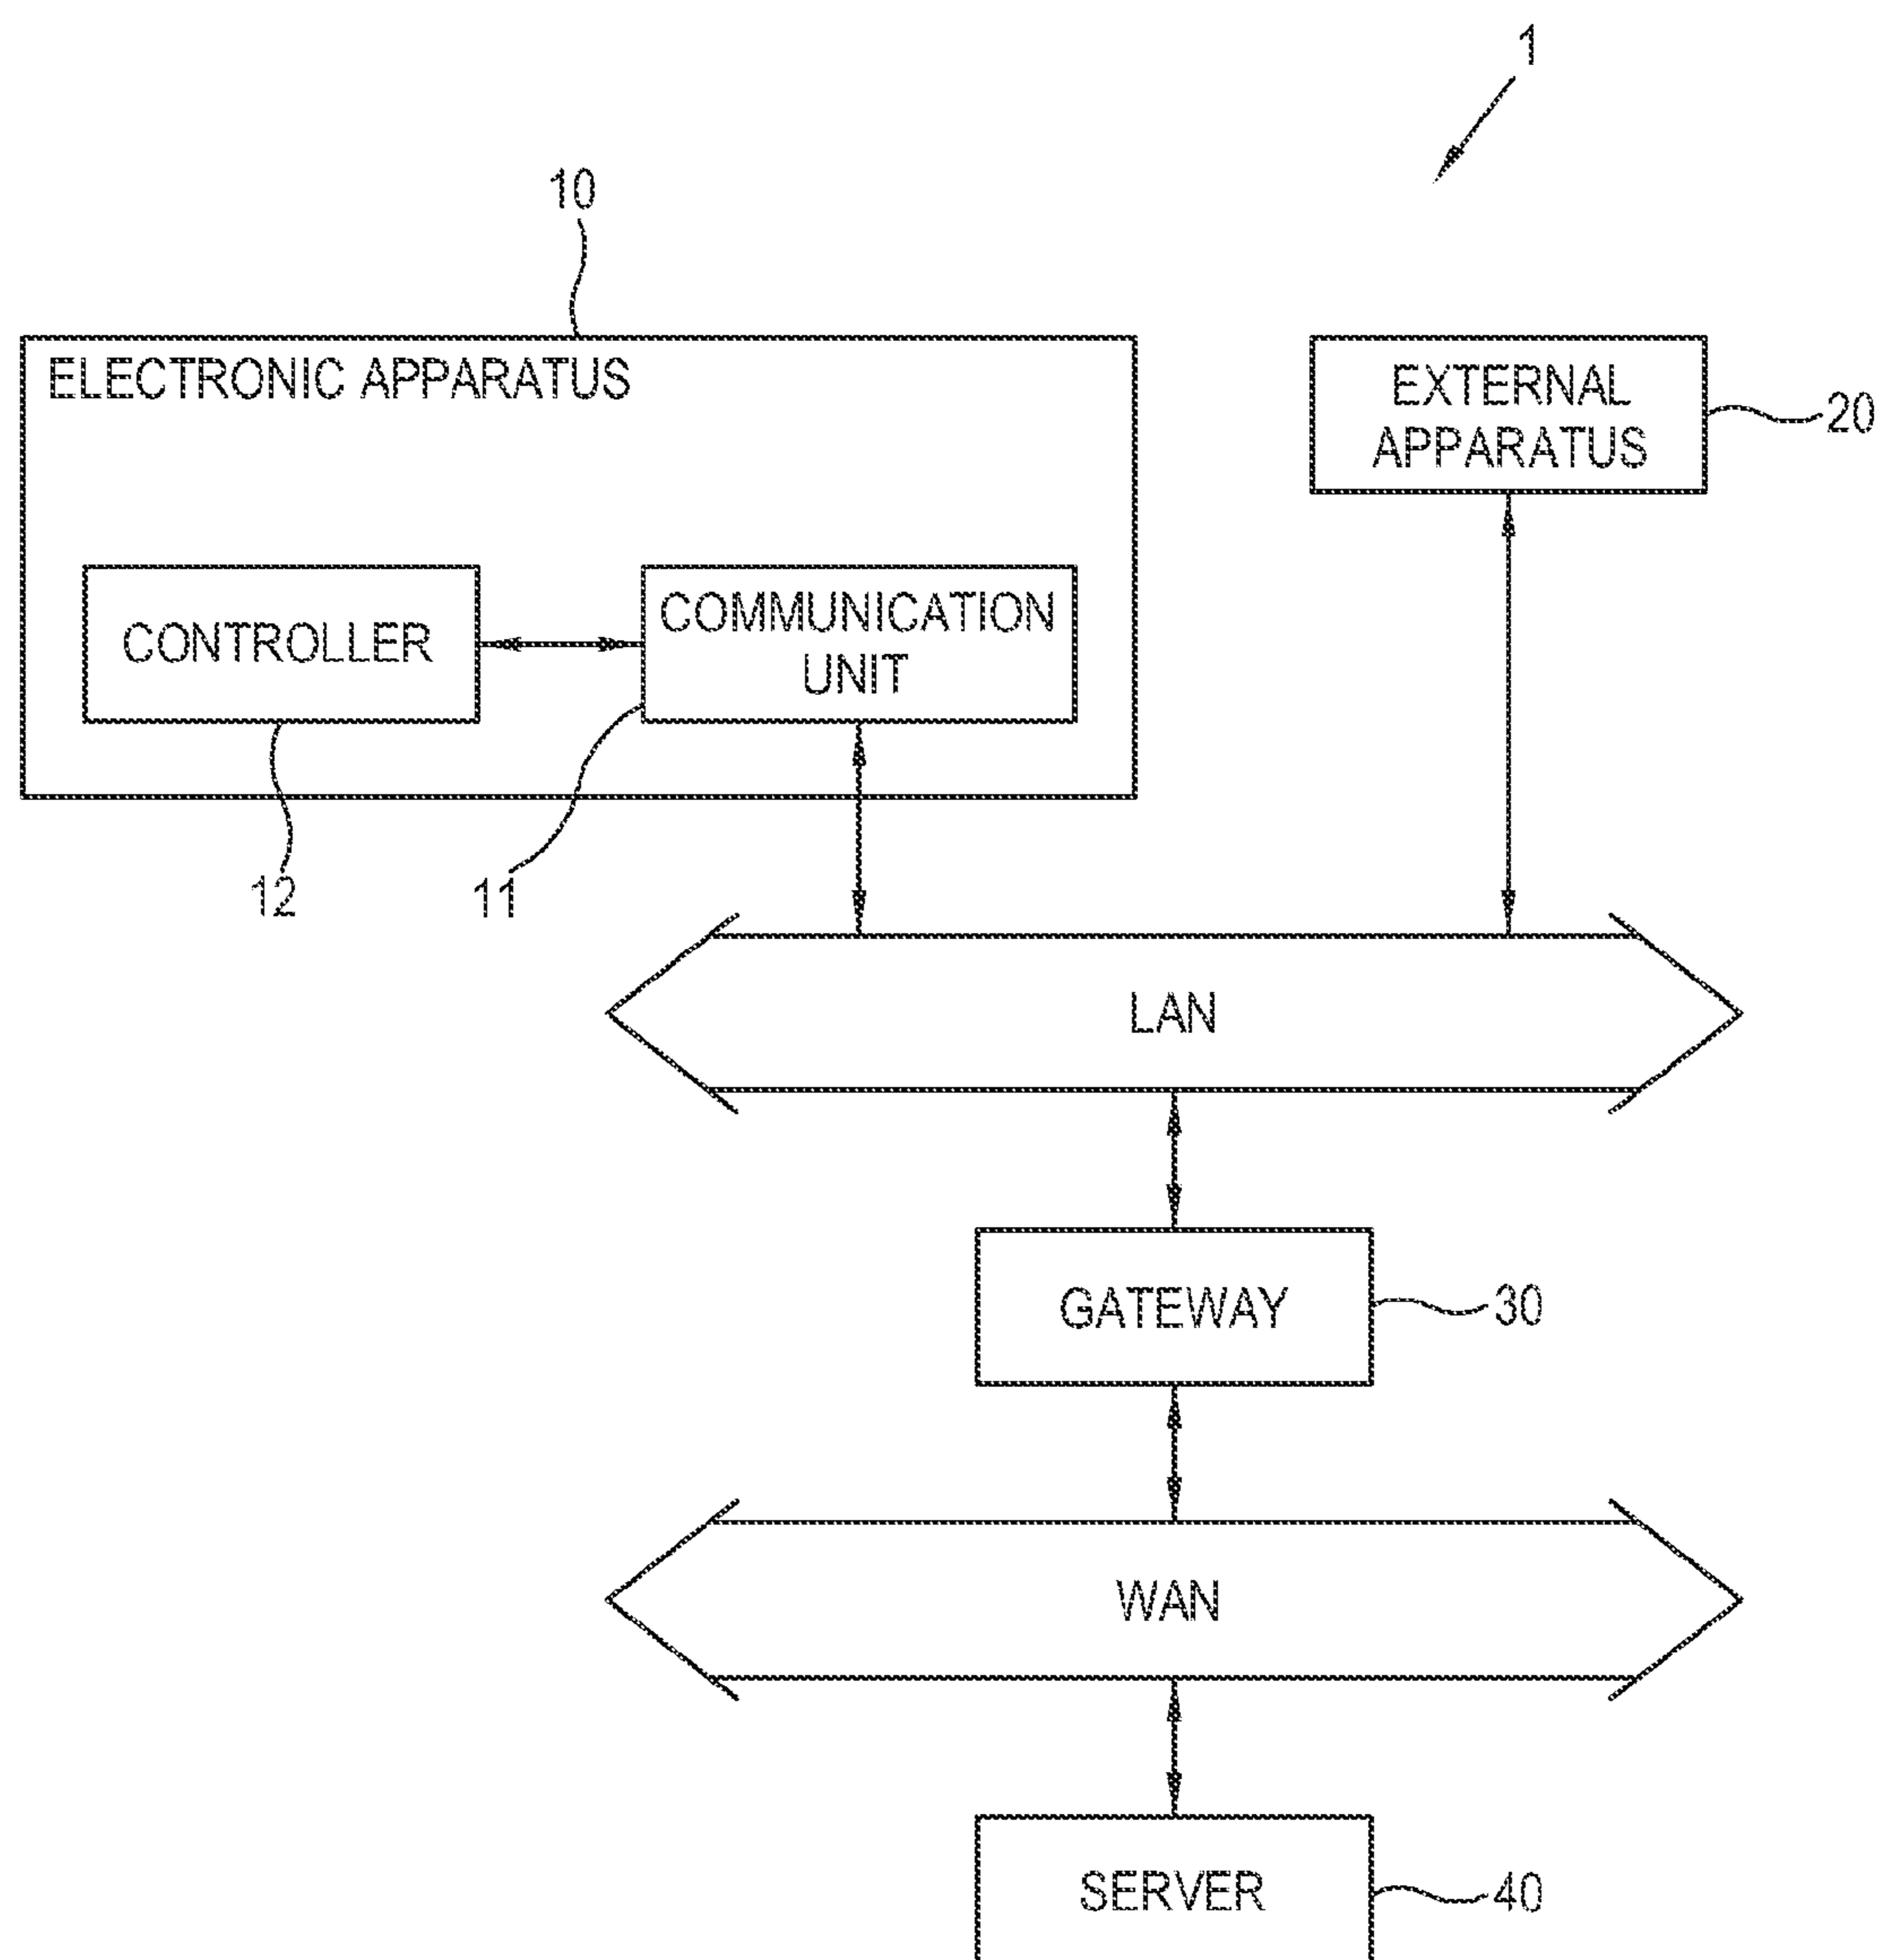 1
10
ELECTRONIC APPARATUS
EXTERNAL
APPARATUS
20
CONTROLLER
COMMUNICATION
UNIT
12
11
LAN
GATEWAY
30
WAN
SERVER
40